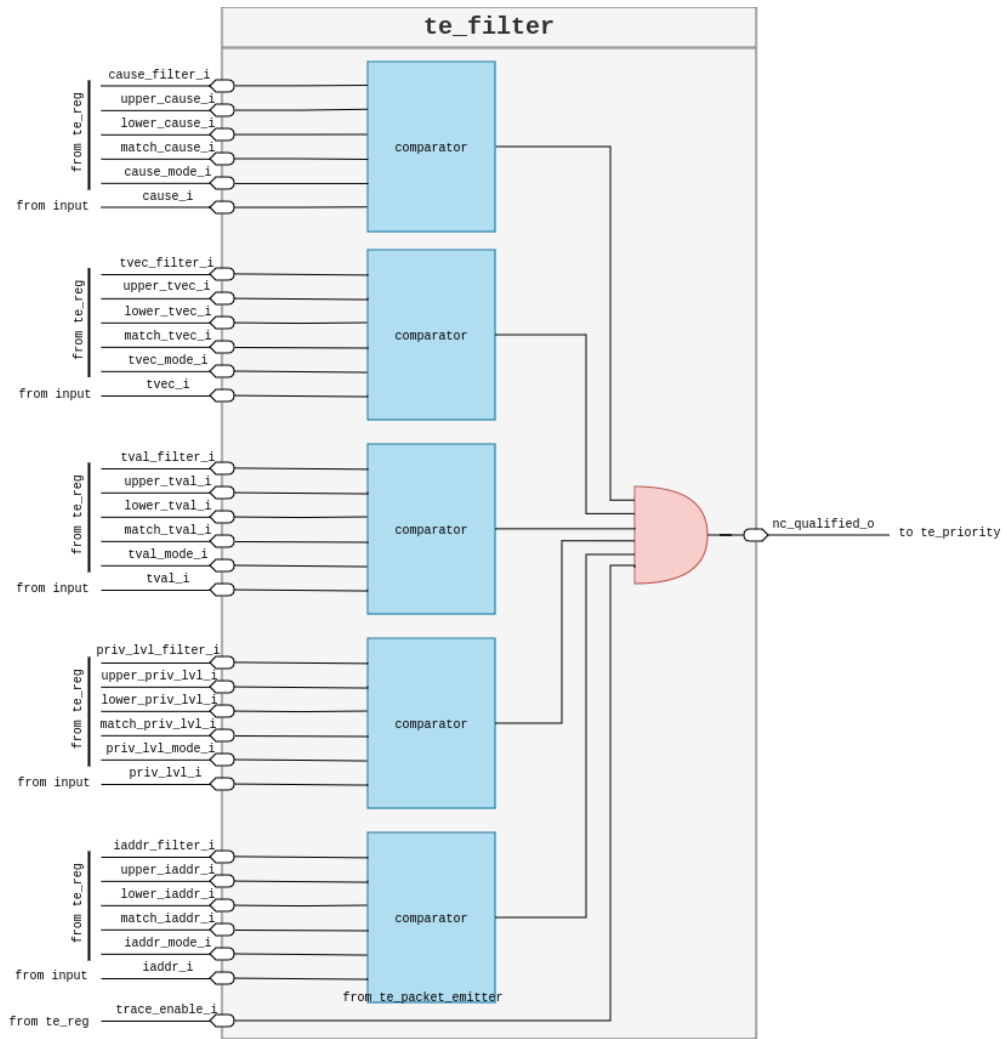 te_filter
cause_filter_i
upper_cause_i
lower_cause_i
match_cause_i
cause_mode_i
from te_reg
from input
cause_i
comparator
tvec_filter_i
upper_tvec_i
lower_tvec_i
match_tvec_i
tvec_mode_i
from te_reg
from input
tvec_i
comparator
tval_filter_i
upper_tval_i
lower_tval_i
match_tval_i
tval_mode_i
from te_reg
from input
tval_i
comparator
nc_qualified_o
to te_priority
priv_lvl_filter_i
upper_priv_lvl_i
lower_priv_lvl_i
match_priv_lvl_i
priv_lvl_mode_i
from te_reg
from input
priv_lvl_i
comparator
iaddr_filter_i
upper_iaddr_i
lower_iaddr_i
match_iaddr_i
iaddr_mode_i
from te_reg
from input
iaddr_i
comparator
from te_packet_emitter
from te_reg
trace_enable_i